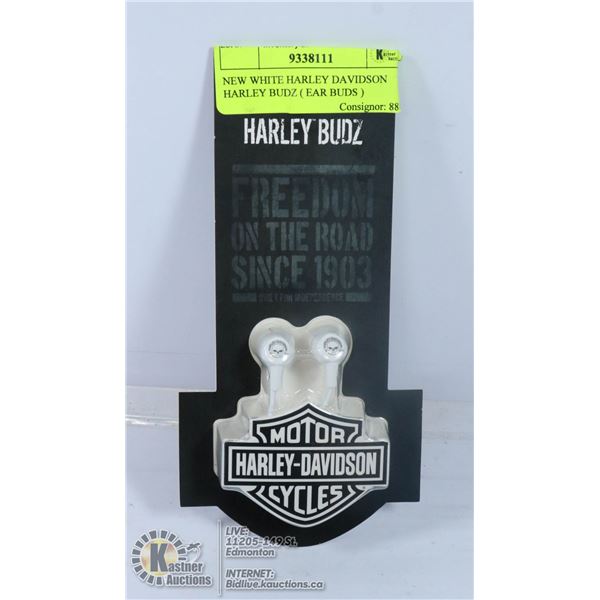 9338111
NEW WHITE HARLEY DAVIDSON
HARLEY BUDZ ( EAR BUDS )
Consignor: 88
HARLEY BUDZ
FREEDOM
ON THE ROAD
SINCE 1903
MOTOR
HARLEY-DAVIDSON
CYCLES
Kastner
Auctions
LIVE:
11205-149 St.
Edmonton
INTERNET:
Bidlive.kauctions.ca